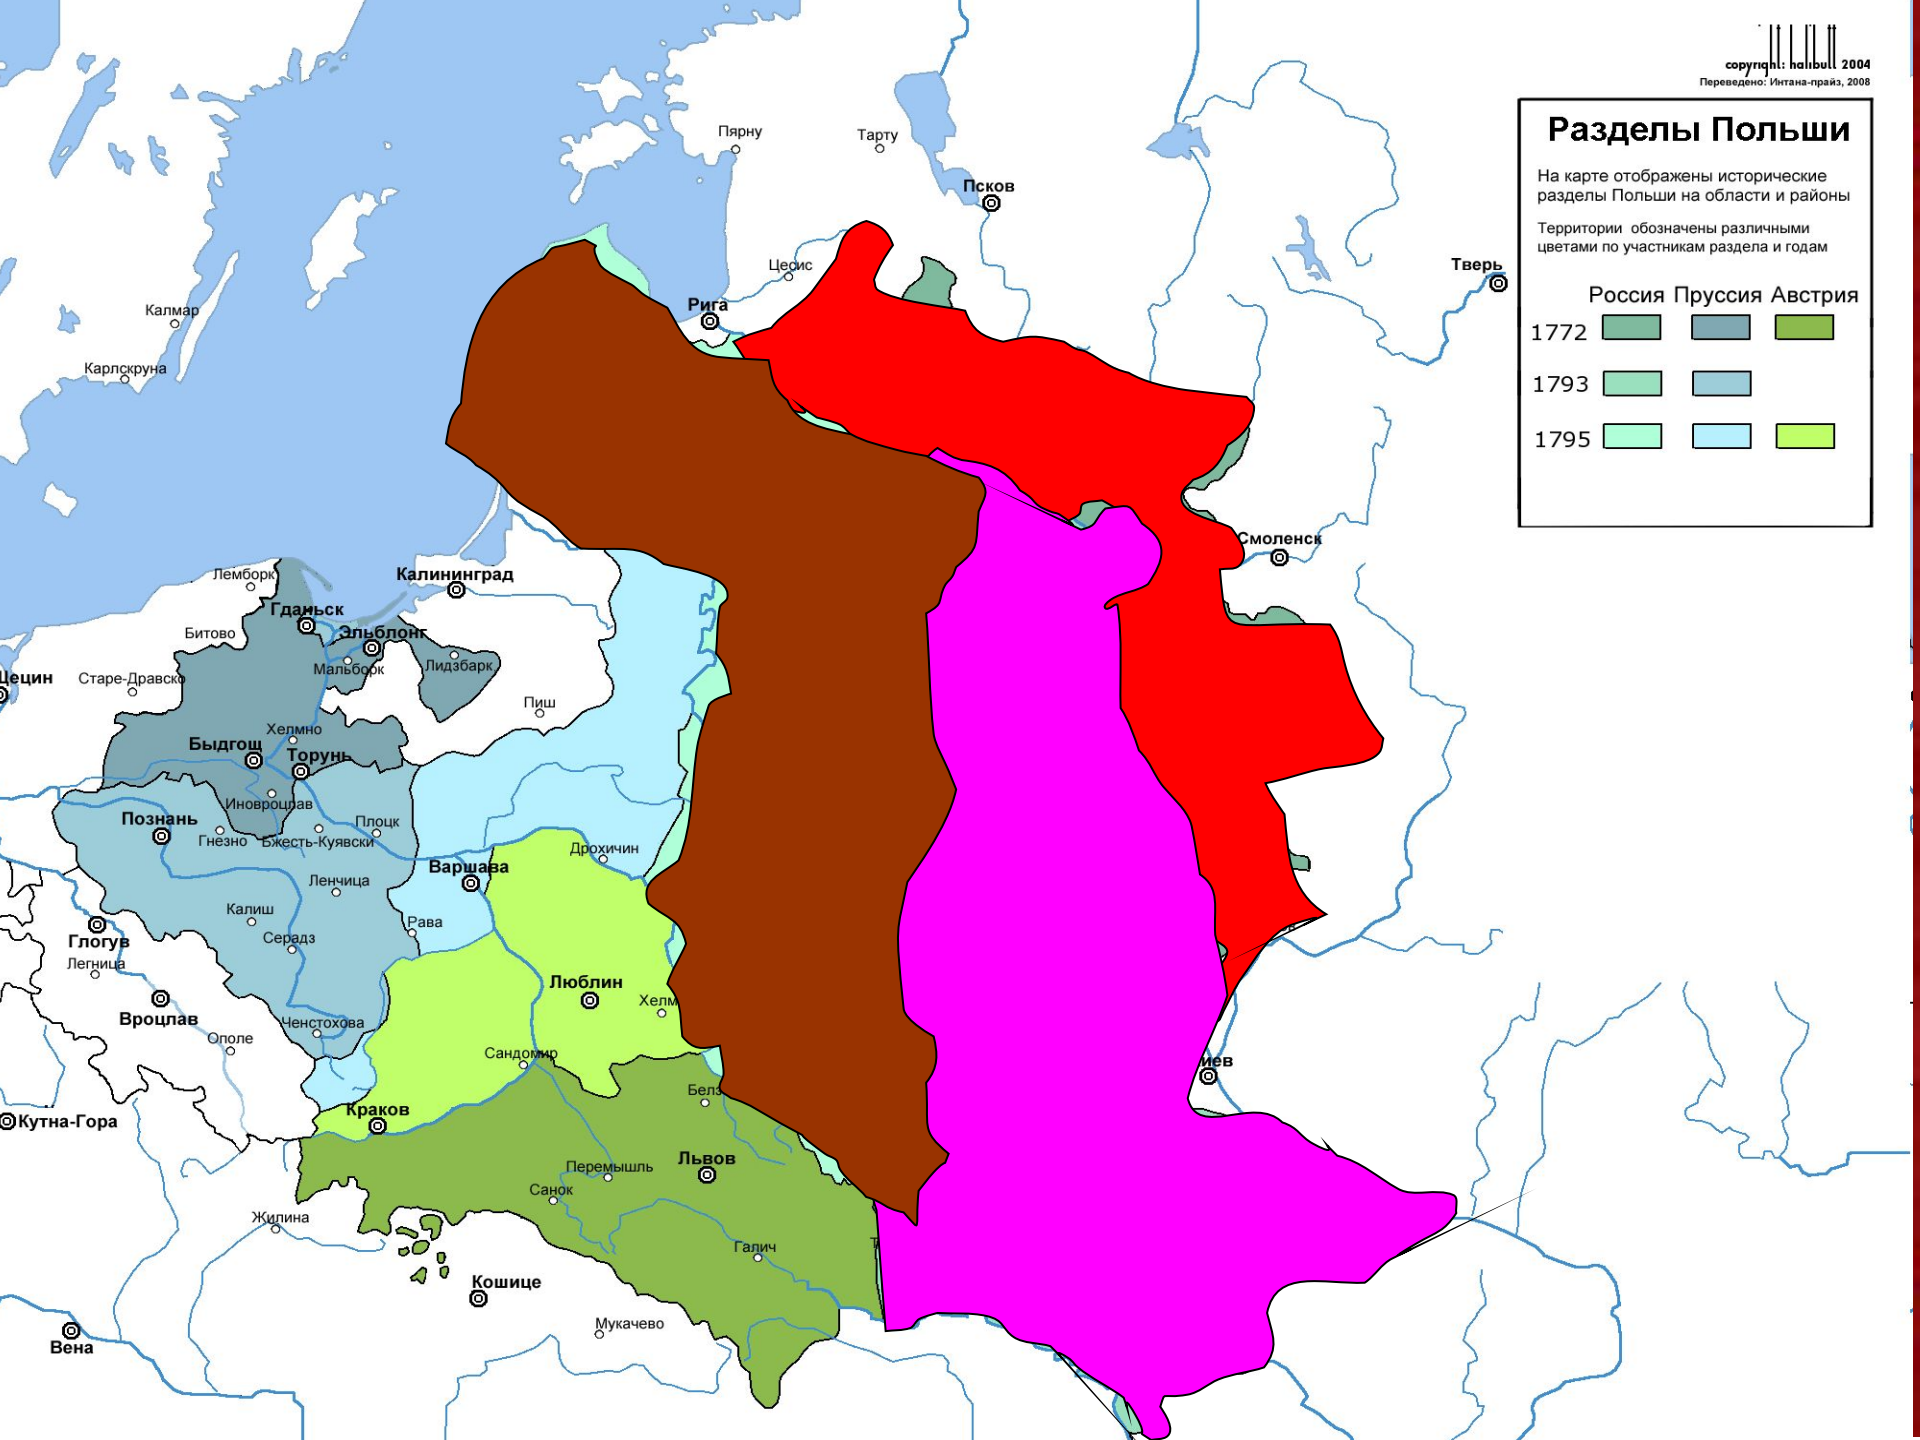 copyright: halibutt 2004
Переведено: Интана-прайз, 2008
Разделы Польши
На карте отображены исторические
разделы Польши на области и районы
Территории обозначены различными
цветами по участникам раздела и годам
Россия Пруссия Австрия
1772
1793
1795
Пярну
Тарту
Псков
Цесис
Рига
Тверь
Калмар
Карлскруна
Смоленск
Лемборк
Калининград
Гданьск
Битово
Эльблонг
Мальборк
Лидзбарк
Щецин
Старе-Дравско
Пиш
Хелмно
Быдгощ
Торунь
Иновроцлав
Познань
Гнезно
Бжесть-Куявски
Плоцк
Дрохичин
Варшава
Ленчица
Калиш
Рава
Глогув
Серадз
Легница
Люблин
Хелм
Вроцлав
Ченстохова
Ополе
Сандомир
иев
Белз
Краков
Кутна-Гора
Перемышль
Львов
Санок
Жилина
Галич
Кошице
Мукачево
Вена